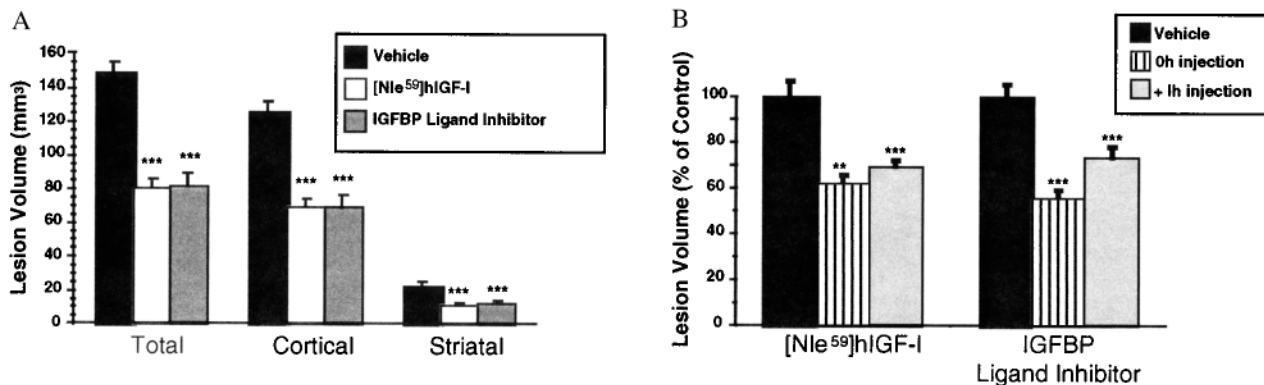 A
Lesion Volume (mm3)
160
140
120
100
80
60
40
20
0
Vehicle
[Nle59]hIGF-I
IGFBP Ligand Inhibitor
*** ***
*** ***
*** ***
Total Cortical Striatal
B
Lesion Volume (% of Control)
100
80
60
40
20
0
Vehicle
0h injection
+ Ih injection
** ***
*** ***
[Nle59]hIGF-I IGFBP
Ligand Inhibitor